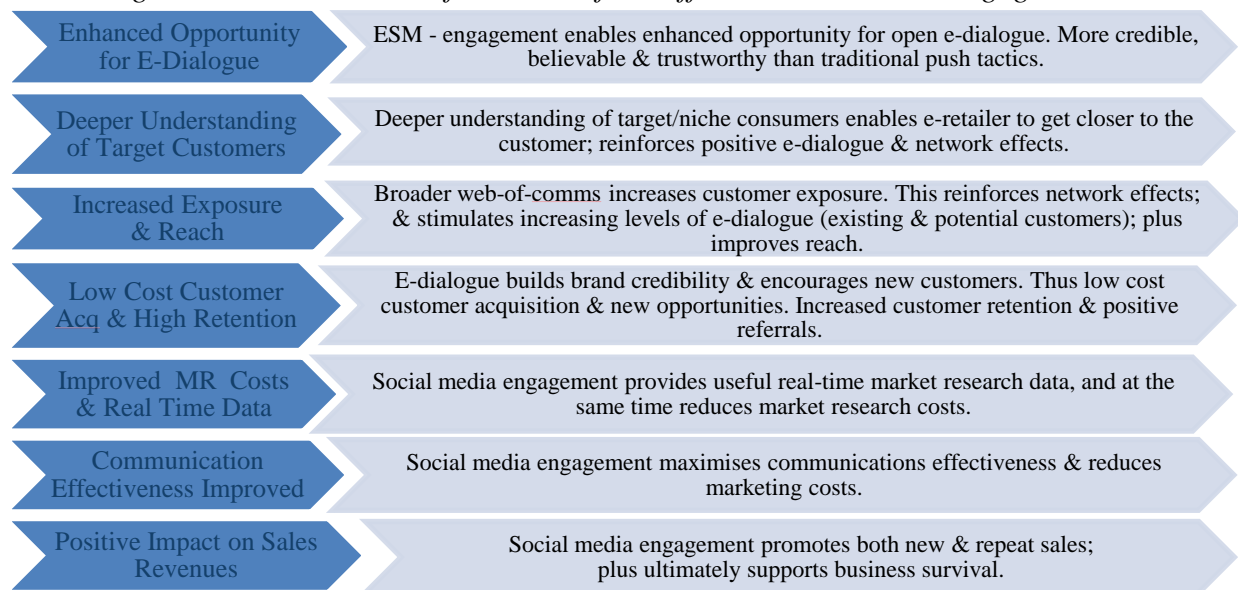 Enhanced Opportunity
for E-Dialogue
ESM - engagement enables enhanced opportunity for open e-dialogue. More credible,
believable & trustworthy than traditional push tactics.
Deeper Understanding
of Target Customers
Deeper understanding of target/niche consumers enables e-retailer to get closer to the
customer; reinforces positive e-dialogue & network effects.
Increased Exposure
& Reach
Broader web-of-comms increases customer exposure. This reinforces network effects;
& stimulates increasing levels of e-dialogue (existing & potential customers); plus
improves reach.
Low Cost Customer
Acq & High Retention
E-dialogue builds brand credibility & encourages new customers. Thus low cost
customer acquisition & new opportunities. Increased customer retention & positive
referrals.
Improved MR Costs
& Real Time Data
Social media engagement provides useful real-time market research data, and at the
same time reduces market research costs.
Communication
Effectiveness Improved
Social media engagement maximises communications effectiveness & reduces
marketing costs.
Positive Impact on Sales
Revenues
Social media engagement promotes both new & repeat sales;
plus ultimately supports business survival.